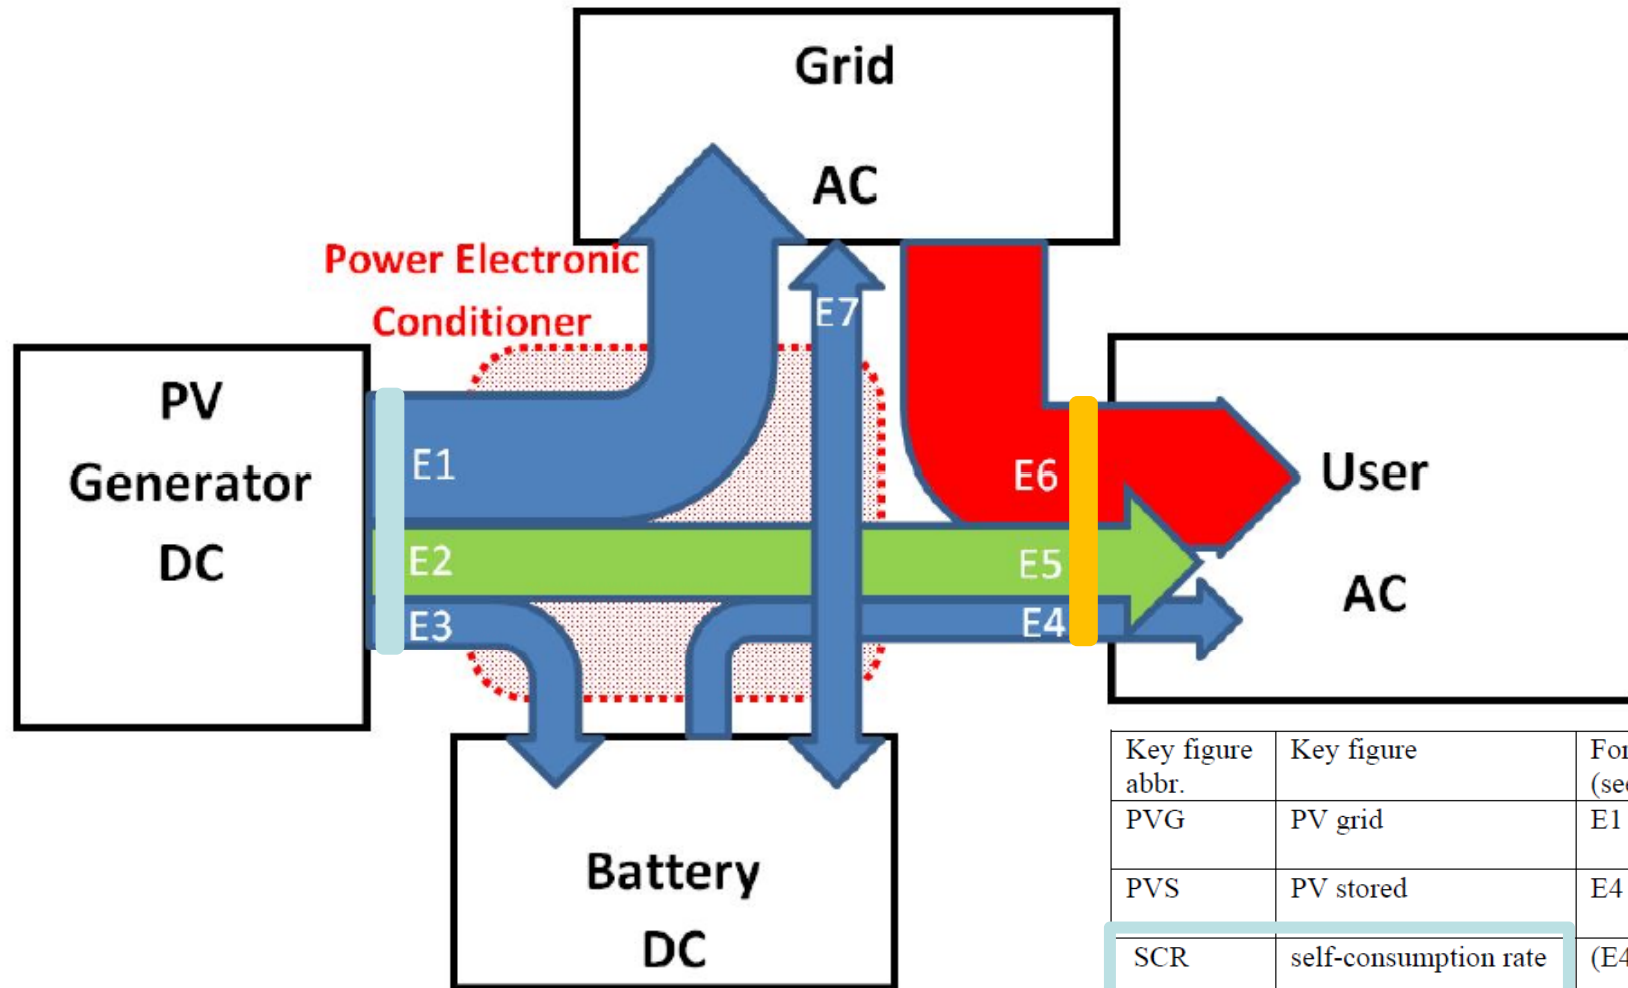 Grid
AC
Power Electronic
Conditioner
E7
PV
Generator
DC
E1
E6
User
E2
E5
AC
E3
E4
Battery
DC
Key figure abbr.
Key figure
PVG
PV grid
E1
PVS
PV stored
E4
SCR
self-consumption rate
(E4